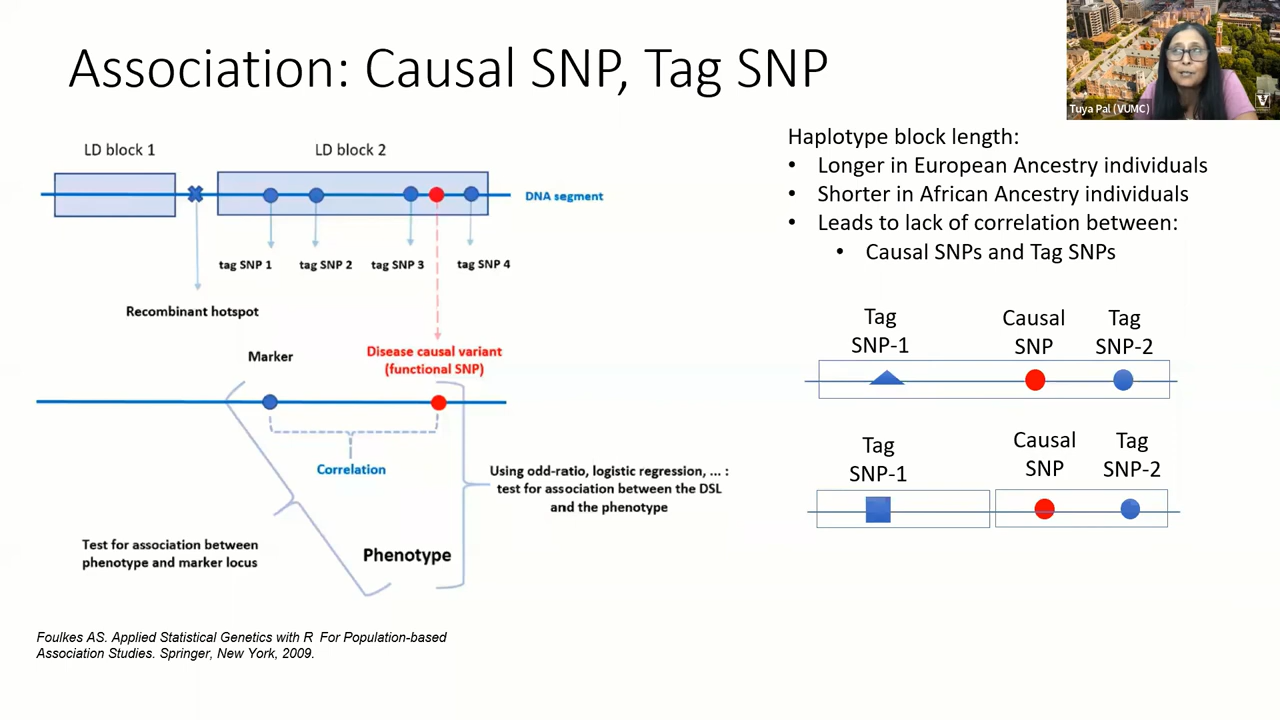 Association: Causal SNP, Tag SNP
Tuya Pal (VUMC)
V
LD block 1
LD block 2
DNA segment
tag SNP 1
tag SNP 2
tag SNP 3
tag SNP 4
Recombinant hotspot
Marker
Disease causal variant
(functional SNP)
Correlation
Using odd-ratio, logistic regression, ... :
test for association between the DSL
and the phenotype
Test for association between
phenotype and marker locus
Phenotype
Foulkes AS. Applied Statistical Genetics with R For Population-based
Association Studies. Springer, New York, 2009.
Haplotype block length:
• Longer in European Ancestry individuals
• Shorter in African Ancestry individuals
• Leads to lack of correlation between:
• Causal SNPs and Tag SNPs
Tag
SNP-1
Causal
SNP
Tag
SNP-2
Tag
SNP-1
Causal
SNP
Tag
SNP-2